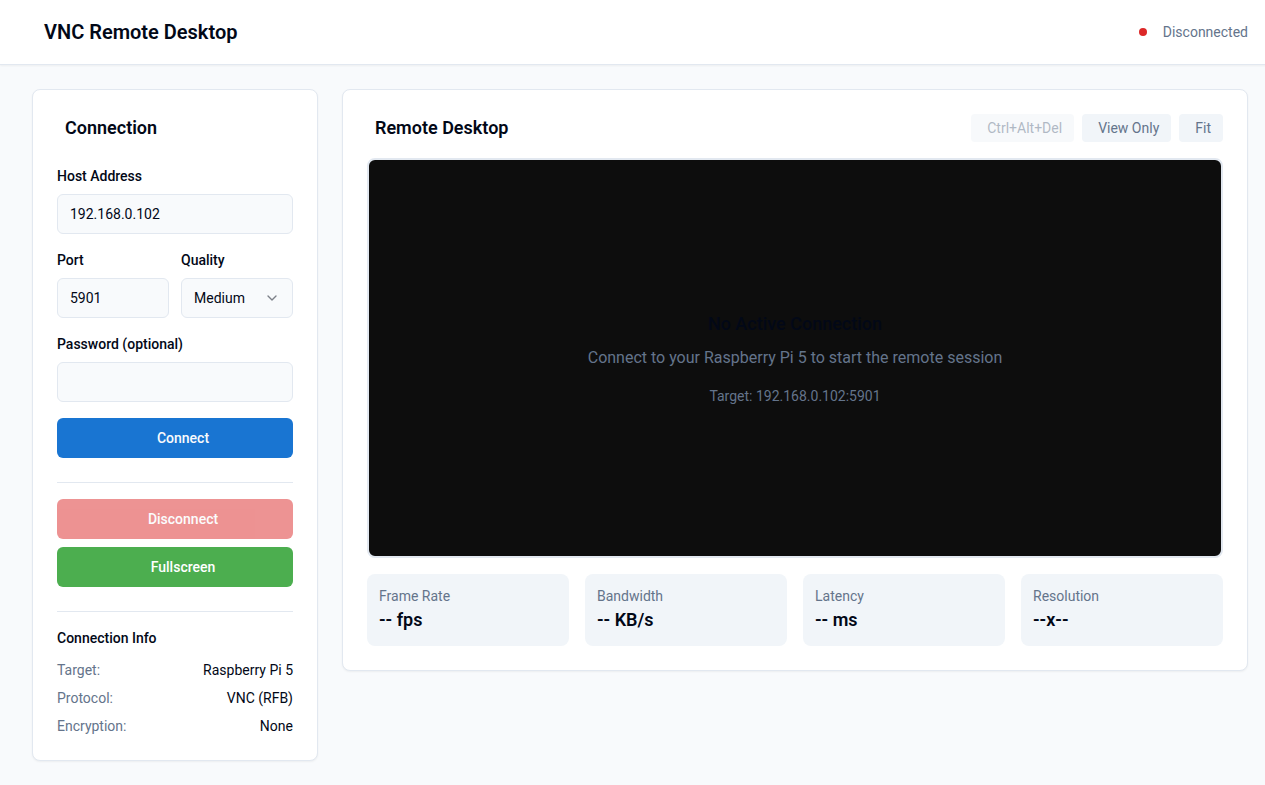 VNC Remote Desktop
Disconnected
Connection
Host Address
192.168.0.102
Port
Quality
5901
Medium
Password (optional)
Connect
Disconnect
Fullscreen
Connection Info
Target: Raspberry Pi 5
Protocol: VNC (RFB)
Encryption: None
Remote Desktop
Ctrl+Alt+Del
View Only
Fit
No Active Connection
Connect to your Raspberry Pi 5 to start the remote session
Target: 192.168.0.102:5901
Frame Rate
-- fps
Bandwidth
-- KB/s
Latency
-- ms
Resolution
--x--